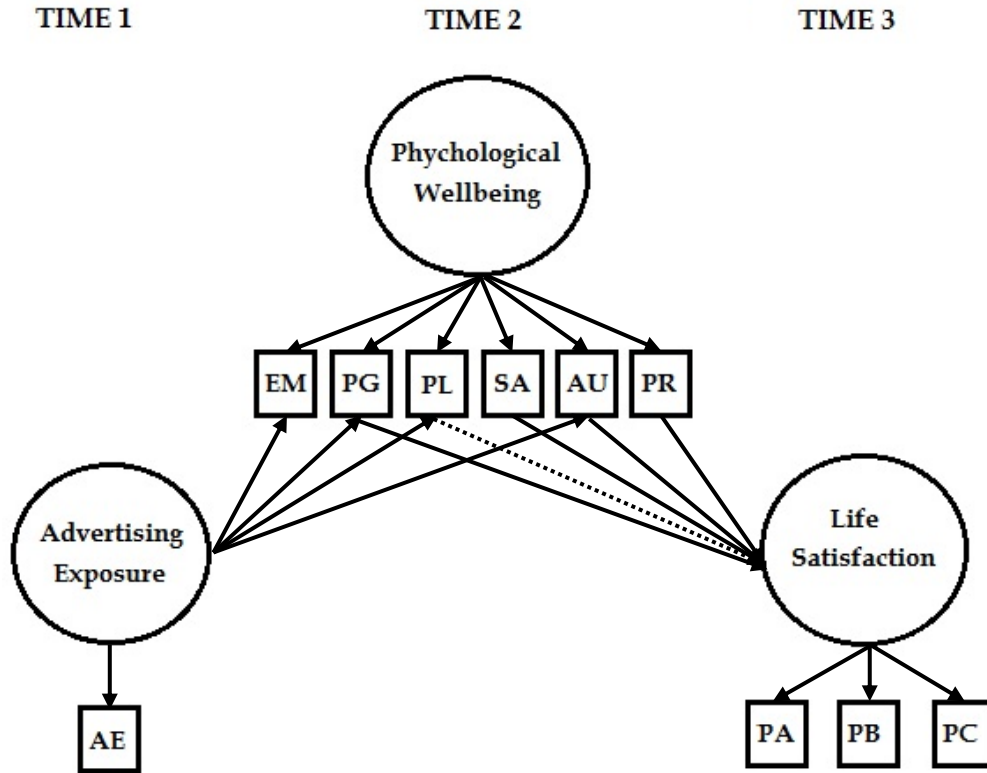 TIME 1 TIME 2 TIME 3
Phychological
Wellbeing
EM PG PL SA AU PR
Advertising
Exposure
Life
Satisfaction
AE
PA PB PC